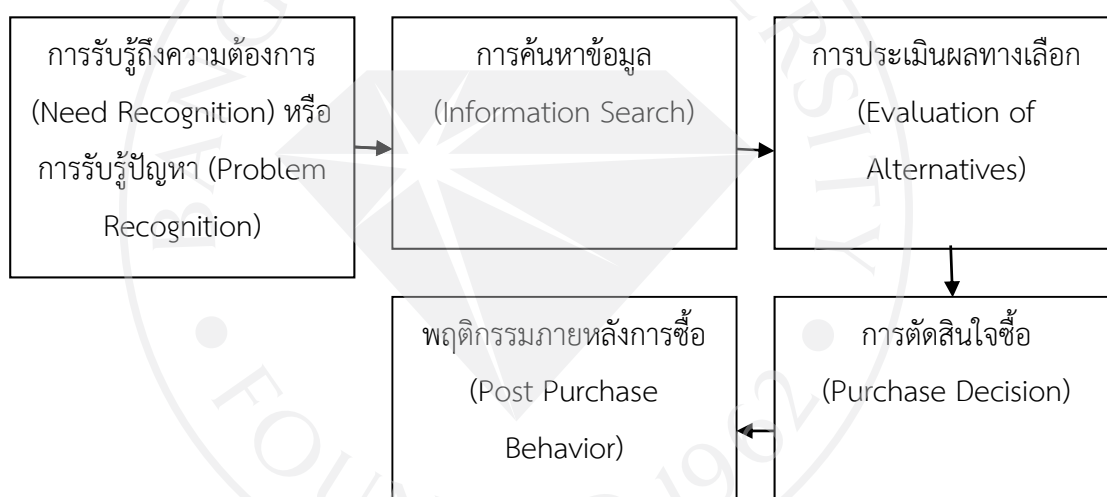 การรับรู้ถึงความต้องการ
(Need Recognition) หรือ
การรับรู้ปัญหา (Problem
Recognition)
การค้นหาข้อมูล
(Information Search)
การประเมินผลทางเลือก
(Evaluation of
Alternatives)
การตัดสินใจซื้อ
(Purchase Decision)
พฤติกรรมภายหลังการซื้อ
(Post Purchase
Behavior)